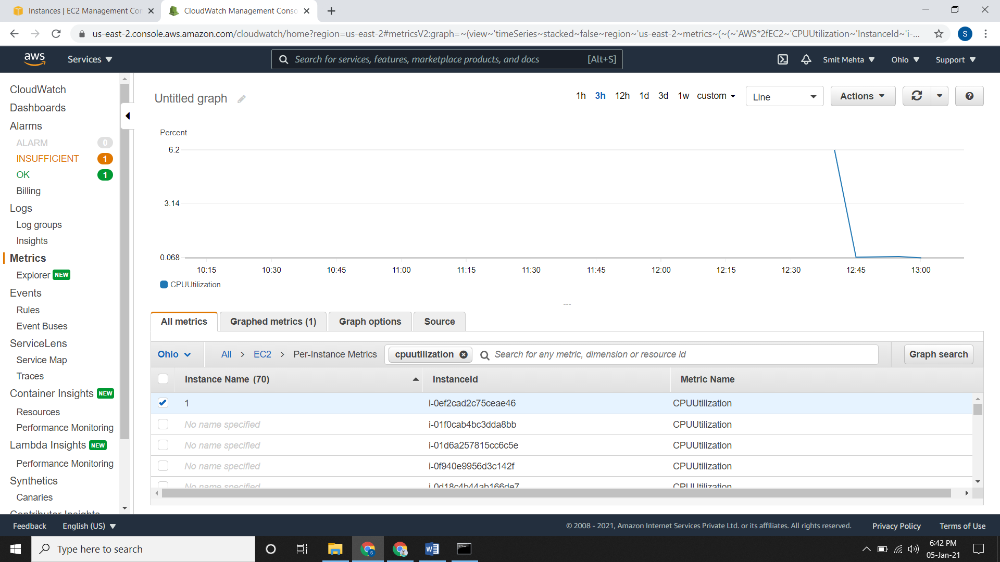 Instances | EC2 Management Con
CloudWatch Management Conso
us-east-2.console.aws.amazon.com/cloudwatch/home?region=us-east-2#metricsV2:graph=~(view~'timeSeries~stacked~false~region~'us-east-2~metrics~(~(~'AWS*2fEC2~'CPUUtilization~'InstanceId~'i-...
S
aws
Services
Search for services, features, marketplace products, and docs
[Alt+S]
Smit Mehta
Ohio
Support
CloudWatch
Dashboards
Alarms
ALARM 0
INSUFFICIENT 1
OK 1
Billing
Logs
Log groups
Insights
Metrics
Explorer NEW
Events
Rules
Event Buses
ServiceLens
Service Map
Traces
Container Insights NEW
Resources
Performance Monitoring
Lambda Insights NEW
Performance Monitoring
Synthetics
Canaries
Contributor Insights
Untitled graph
1h 3h 12h 1d 3d 1w custom
Line
Actions
Percent
6.2
3.14
0.068
10:15 10:30 10:45 11:00 11:15 11:30 11:45 12:00 12:15 12:30 12:45 13:00
CPUUtilization
All metrics
Graphed metrics (1)
Graph options
Source
Ohio
All > EC2 > Per-Instance Metrics
cpuutilization
Search for any metric, dimension or resource id
Graph search
Instance Name (70) InstanceId Metric Name
1 i-0ef2cad2c75ceae46 CPUUtilization
No name specified i-01f0cab4bc3dda8bb CPUUtilization
No name specified i-01d6a257815cc6c5e CPUUtilization
No name specified i-0f940e9956d3c142f CPUUtilization
No name specified i-0d18c4b44ab166de7 CPUUtilization
Feedback
English (US)
© 2008 - 2021, Amazon Internet Services Private Ltd. or its affiliates. All rights reserved.
Privacy Policy
Terms of Use
Type here to search
6:42 PM
05-Jan-21